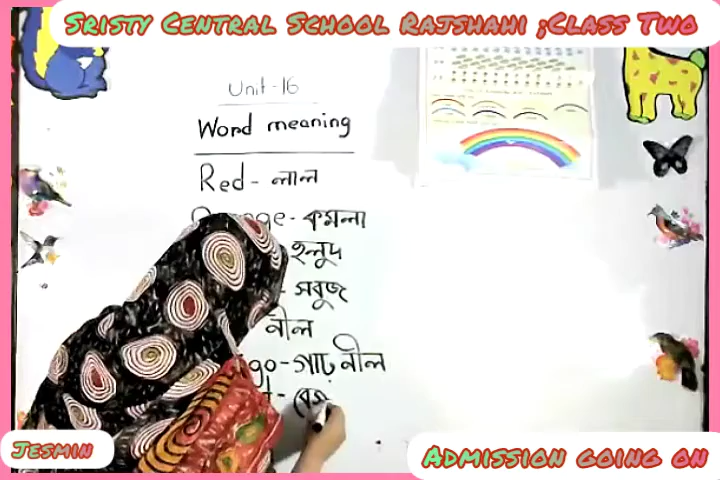 Sristy Central School Rajshahi ;Class Two
Unit-16
Word meaning
Red - লাল
- কমলা
হলুদ
- সবুজ
নীল
go - গাঢ় নীল
Jesmin
Admission going on